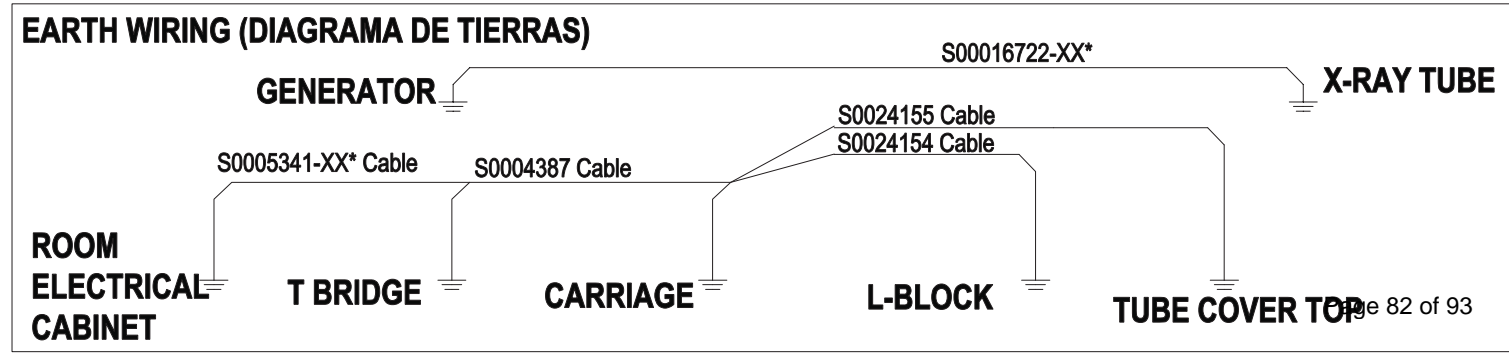 EARTH WIRING (DIAGRAMA DE TIERRAS)
S00016722-XX*
GENERATOR
X-RAY TUBE
S0024155 Cable
S0024154 Cable
S0005341-XX* Cable
S0004387 Cable
ROOM
ELECTRICAL
CABINET
T BRIDGE
CARRIAGE
L-BLOCK
TUBE COVER TOP
Page 82 of 93